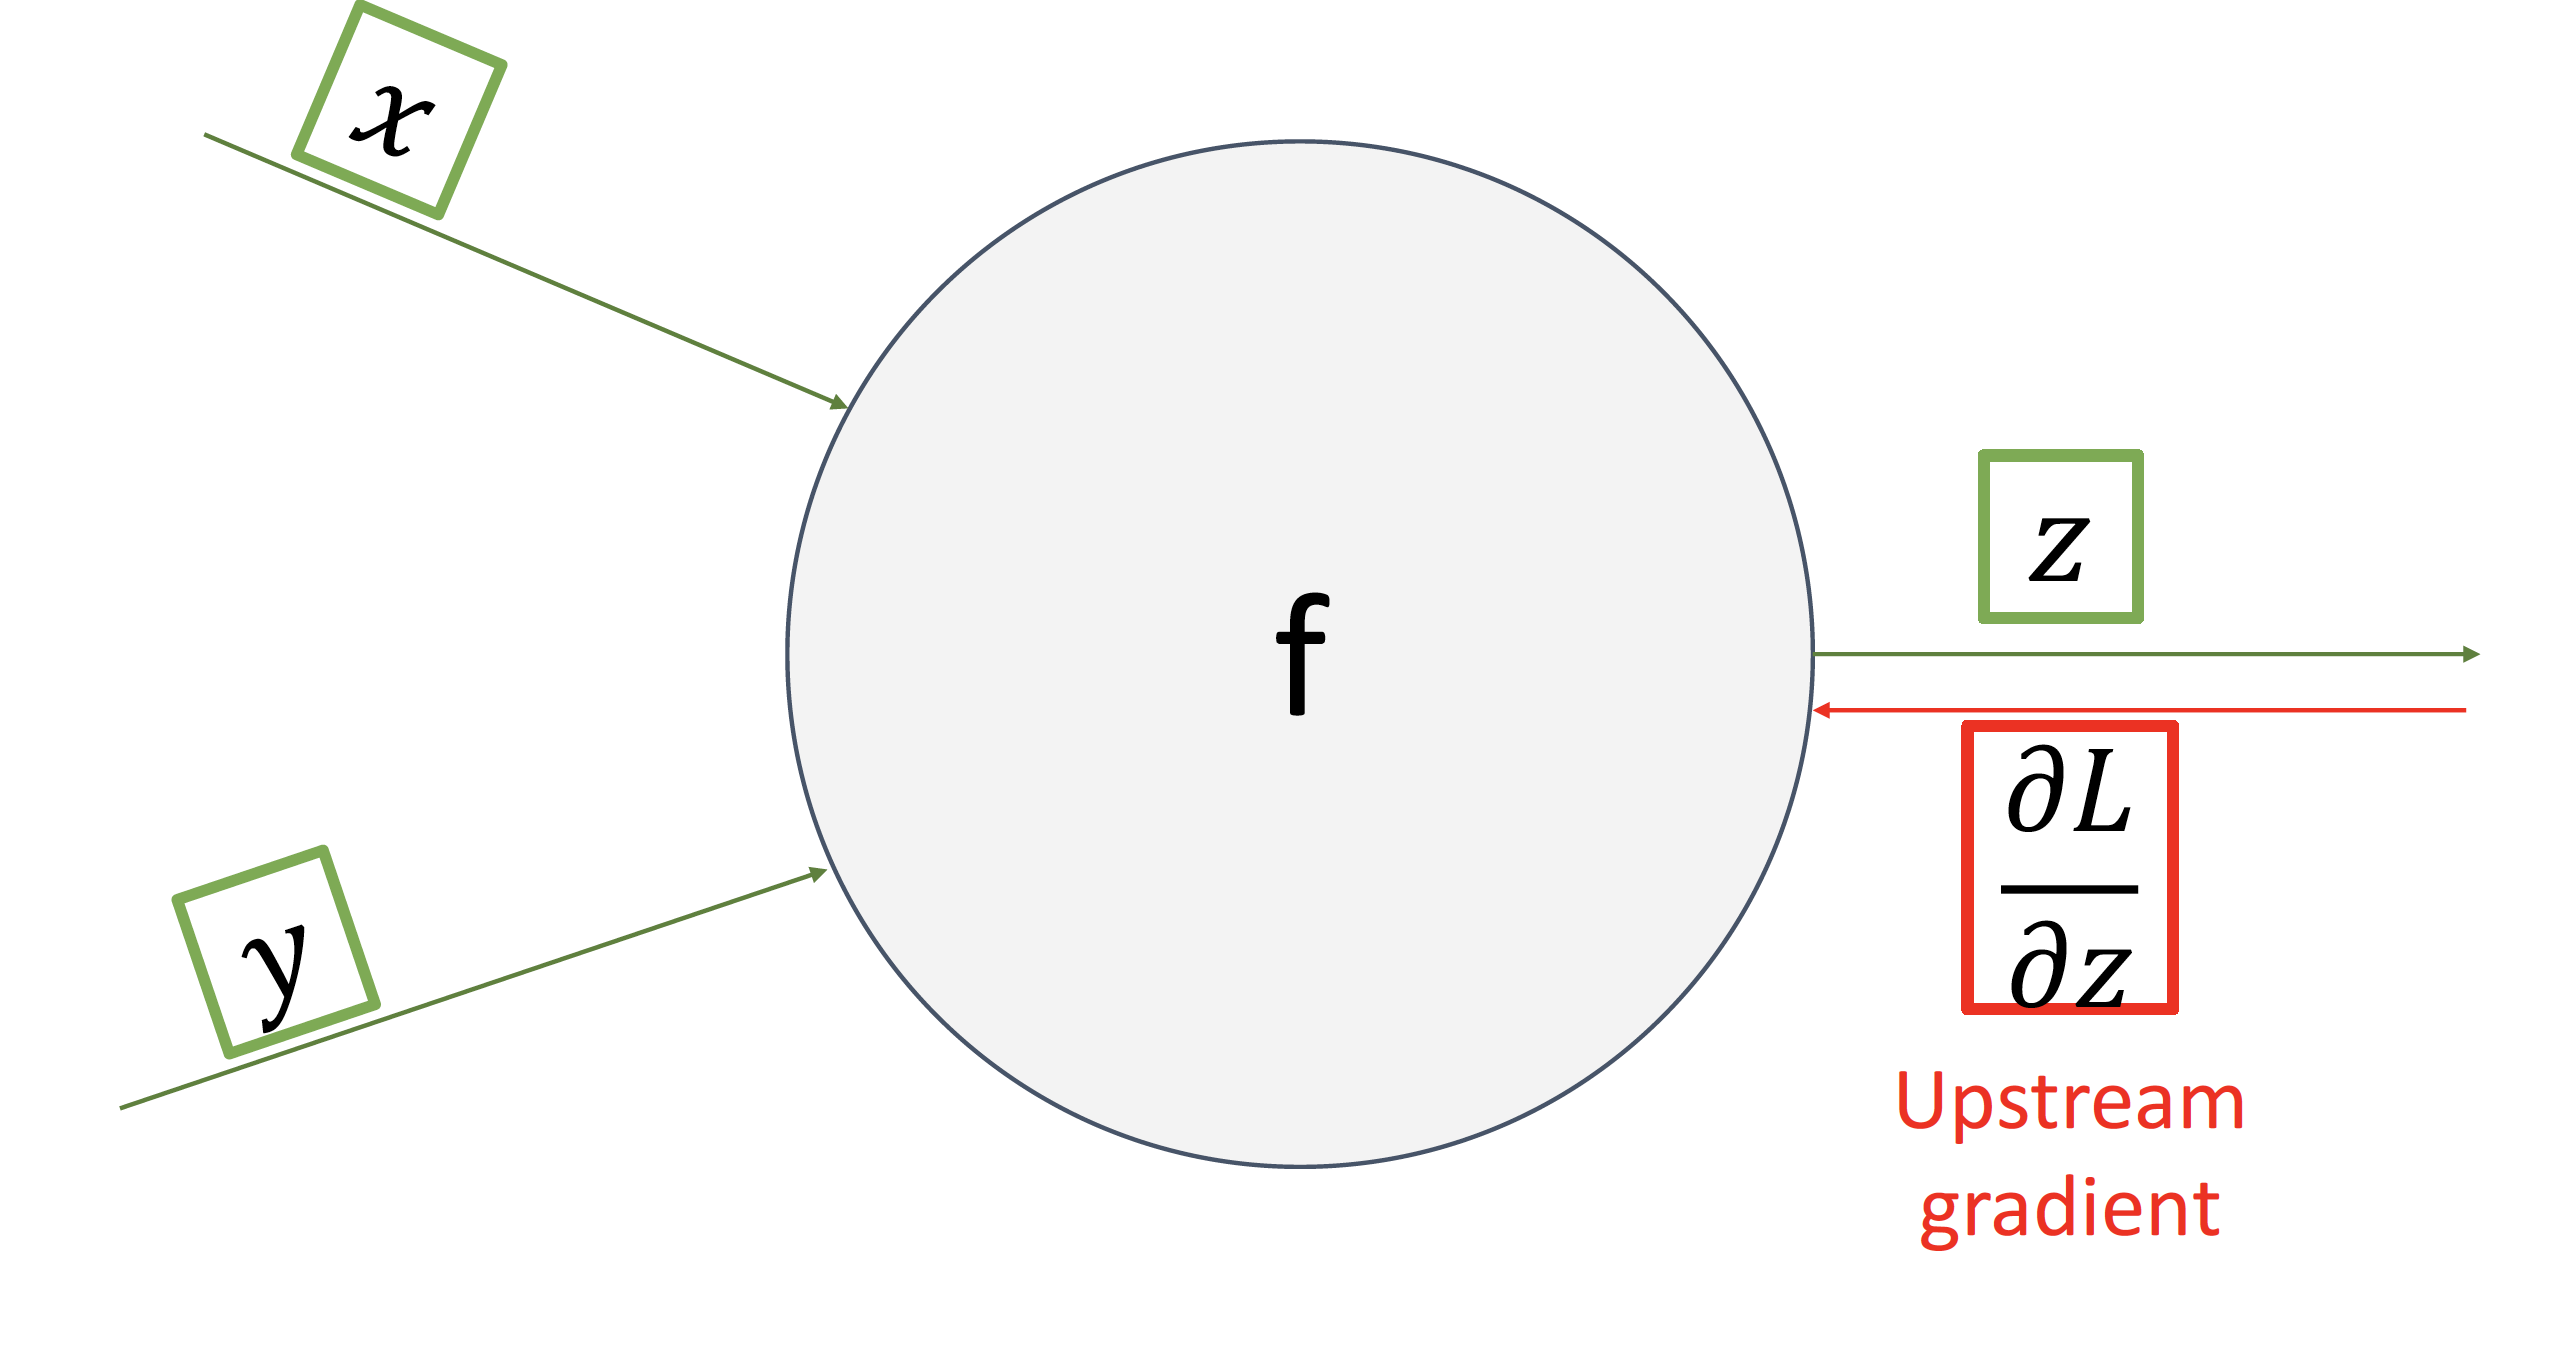 x
z
f
∂L
∂z
y
Upstream
gradient